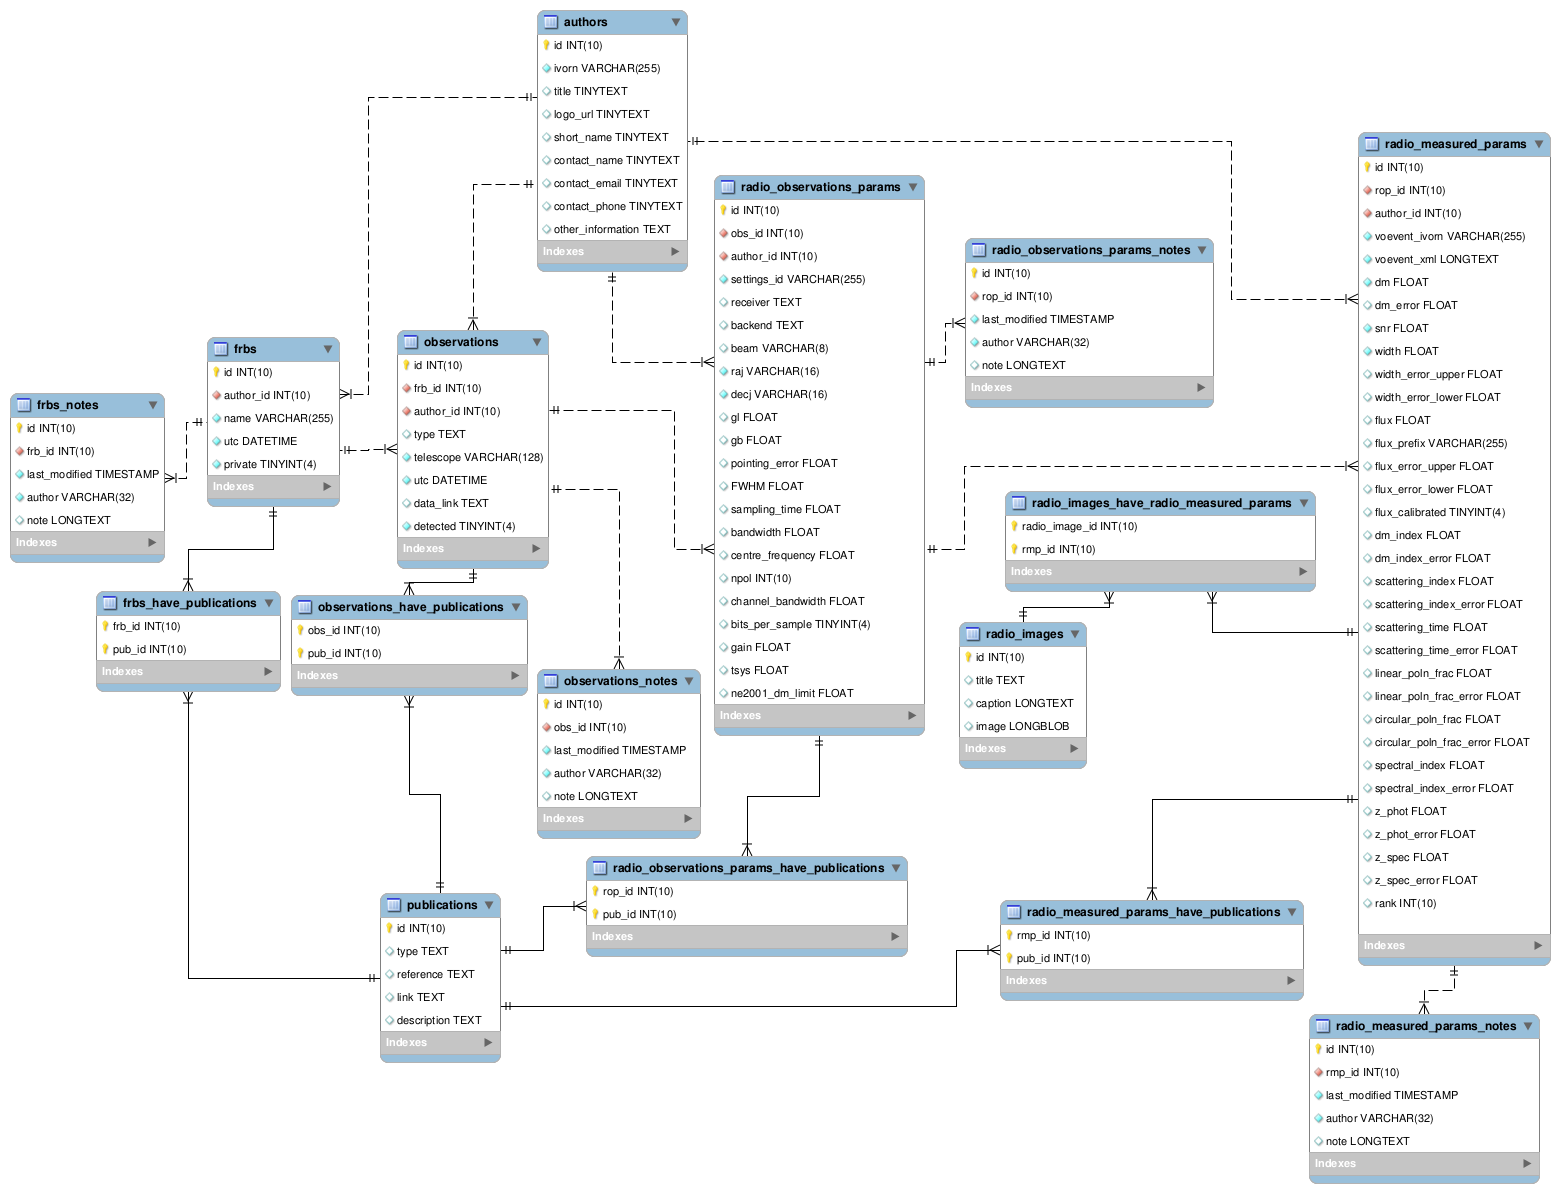 authors
id INT(10)
ivorn VARCHAR(255)
title TINYTEXT
logo_url TINYTEXT
short_name TINYTEXT
contact_name TINYTEXT
contact_email TINYTEXT
contact_phone TINYTEXT
other_information TEXT
Indexes
frbs_notes
id INT(10)
frb_id INT(10)
last_modified TIMESTAMP
author VARCHAR(32)
note LONGTEXT
Indexes
frbs
id INT(10)
author_id INT(10)
name VARCHAR(255)
utc DATETIME
private TINYINT(4)
Indexes
observations
id INT(10)
frb_id INT(10)
author_id INT(10)
type TEXT
telescope VARCHAR(128)
utc DATETIME
data_link TEXT
detected TINYINT(4)
Indexes
radio_observations_params
id INT(10)
obs_id INT(10)
author_id INT(10)
settings_id VARCHAR(255)
receiver TEXT
backend TEXT
beam VARCHAR(8)
raj VARCHAR(16)
decj VARCHAR(16)
gl FLOAT
gb FLOAT
pointing_error FLOAT
FWHM FLOAT
sampling_time FLOAT
bandwidth FLOAT
centre_frequency FLOAT
npol INT(10)
channel_bandwidth FLOAT
bits_per_sample TINYINT(4)
gain FLOAT
tsys FLOAT
ne2001_dm_limit FLOAT
Indexes
radio_observations_params_notes
id INT(10)
rop_id INT(10)
last_modified TIMESTAMP
author VARCHAR(32)
note LONGTEXT
Indexes
radio_measured_params
id INT(10)
rop_id INT(10)
author_id INT(10)
voevent_ivorn VARCHAR(255)
voevent_xml LONGTEXT
dm FLOAT
dm_error FLOAT
snr FLOAT
width FLOAT
width_error_upper FLOAT
width_error_lower FLOAT
flux FLOAT
flux_prefix VARCHAR(255)
flux_error_upper FLOAT
flux_error_lower FLOAT
flux_calibrated TINYINT(4)
dm_index FLOAT
dm_index_error FLOAT
scattering_index FLOAT
scattering_index_error FLOAT
scattering_time FLOAT
scattering_time_error FLOAT
linear_poln_frac FLOAT
linear_poln_frac_error FLOAT
circular_poln_frac FLOAT
circular_poln_frac_error FLOAT
spectral_index FLOAT
spectral_index_error FLOAT
z_phot FLOAT
z_phot_error FLOAT
z_spec FLOAT
z_spec_error FLOAT
rank INT(10)
Indexes
radio_images_have_radio_measured_params
radio_image_id INT(10)
rmp_id INT(10)
Indexes
radio_images
id INT(10)
title TEXT
caption LONGTEXT
image LONGBLOB
Indexes
frbs_have_publications
frb_id INT(10)
pub_id INT(10)
Indexes
observations_have_publications
obs_id INT(10)
pub_id INT(10)
Indexes
observations_notes
id INT(10)
obs_id INT(10)
last_modified TIMESTAMP
author VARCHAR(32)
note LONGTEXT
Indexes
publications
id INT(10)
type TEXT
reference TEXT
link TEXT
description TEXT
Indexes
radio_observations_params_have_publications
rop_id INT(10)
pub_id INT(10)
Indexes
radio_measured_params_have_publications
rmp_id INT(10)
pub_id INT(10)
Indexes
radio_measured_params_notes
id INT(10)
rmp_id INT(10)
last_modified TIMESTAMP
author VARCHAR(32)
note LONGTEXT
Indexes